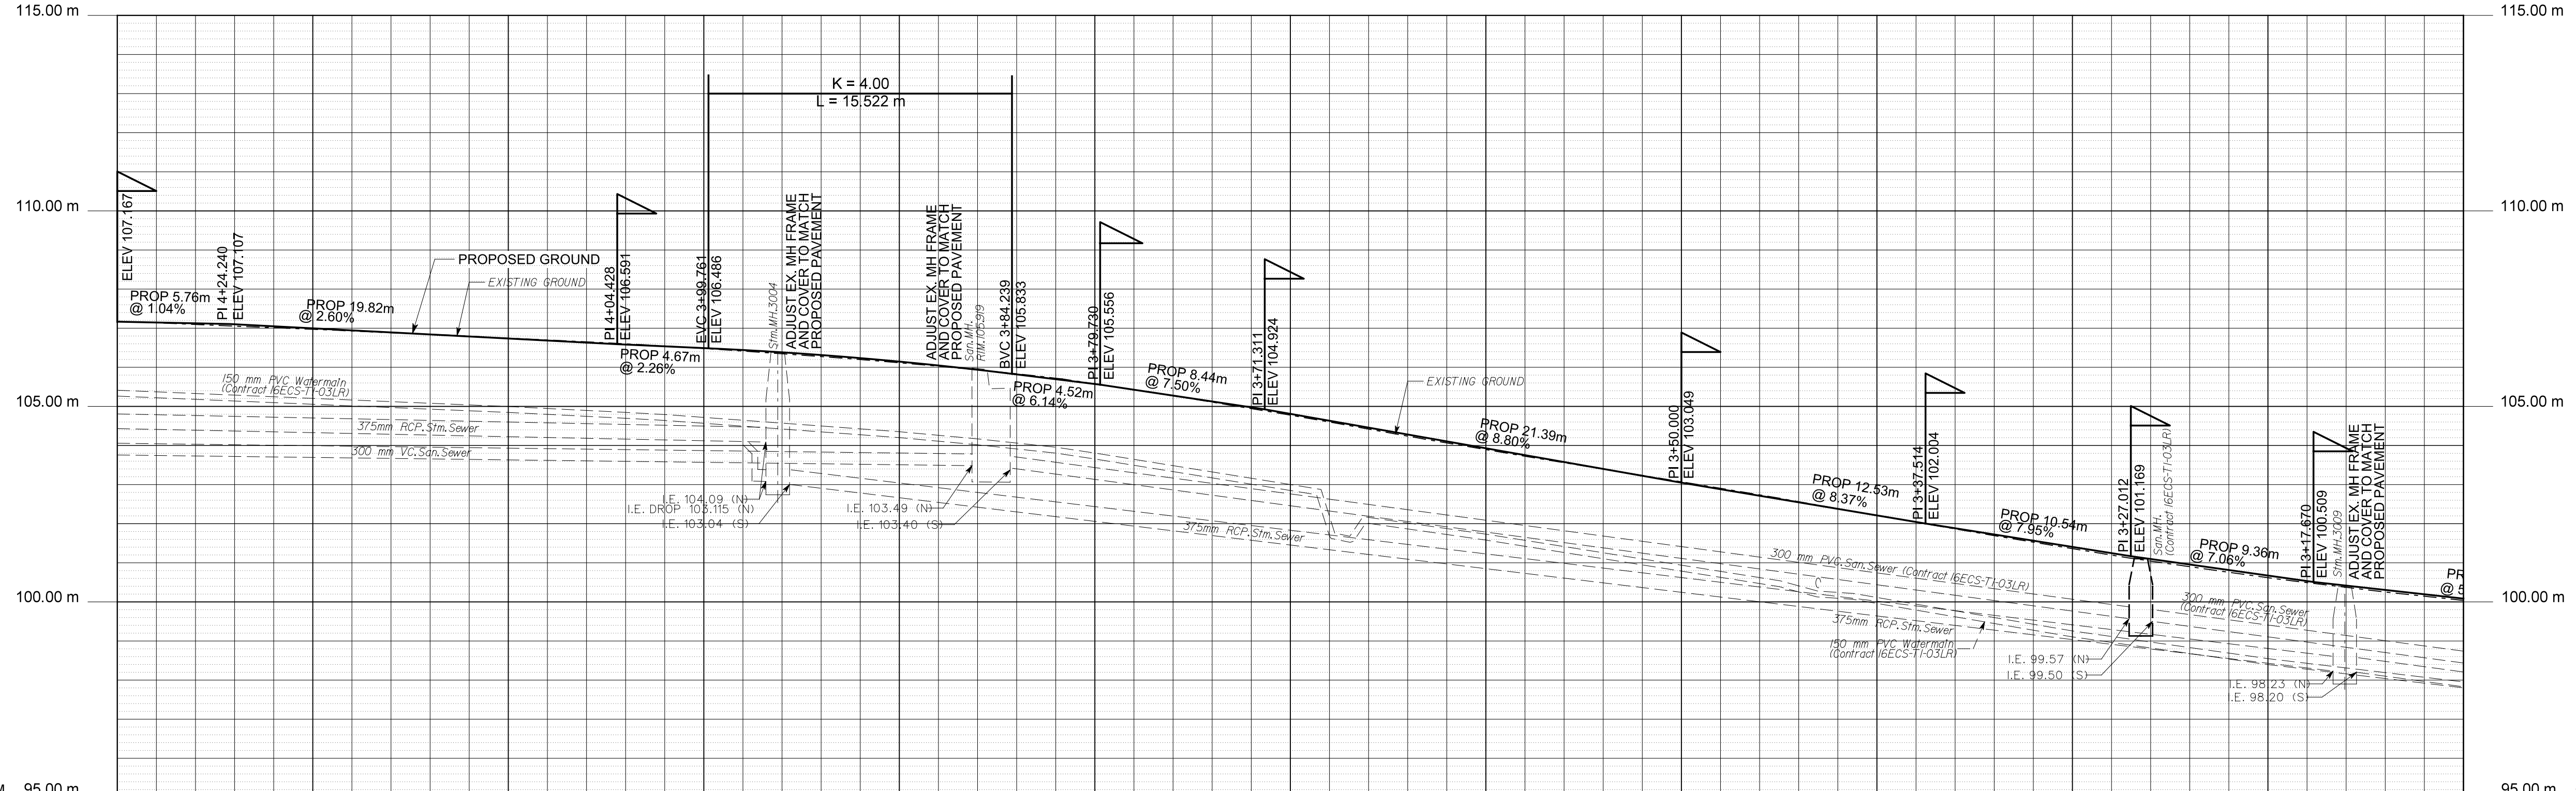 115.00 m
115.00 m
K = 4.00
L = 15.522 m
110.00 m
110.00 m
ELEV 107.167
PI 4+24.240
ELEV 107.107
PROP 5.76m
@ 1.04%
PROP 19.82m
@ 2.60%
PROPOSED GROUND
EXISTING GROUND
PI 4+04.428
ELEV 106.591
PROP 4.67m
@ 2.26%
EVC 3+99.761
ELEV 106.486
Stm.MH.3004
ADJUST EX. MH FRAME
AND COVER TO MATCH
PROPOSED PAVEMENT
ADJUST EX. MH FRAME
AND COVER TO MATCH
PROPOSED PAVEMENT
San.MH.
RIM.105.919
BVC 3+84.239
ELEV 105.833
PROP 4.52m
@ 6.14%
PI 3+79.730
ELEV 105.556
PROP 8.44m
@ 7.50%
PI 3+71.311
ELEV 104.924
EXISTING GROUND
PROP 21.39m
@ 8.80%
PI 3+50.000
ELEV 103.049
PROP 12.53m
@ 8.37%
PI 3+37.514
ELEV 102.004
PROP 10.54m
@ 7.95%
PI 3+27.012
ELEV 101.169
San.MH.
(Contract 16ECS-T1-03LR)
PROP 9.36m
@ 7.06%
PI 3+17.670
ELEV 100.509
Stm.MH.3009
ADJUST EX. MH FRAME
AND COVER TO MATCH
PROPOSED PAVEMENT
PR
@ 5
105.00 m
105.00 m
150 mm PVC Watermain
(Contract 16ECS-T1-03LR)
375mm RCP.Stm.Sewer
300 mm VC.San.Sewer
I.E. 104.09 (N)
I.E. DROP 103.115 (N)
I.E. 103.04 (S)
I.E. 103.49 (N)
I.E. 103.40 (S)
375mm RCP.Stm.Sewer
300 mm PVC.San.Sewer (Contract 16ECS-T1-03LR)
100.00 m
100.00 m
375mm RCP.Stm.Sewer
150 mm PVC Watermain
(Contract 16ECS-T1-03LR)
300 mm PVC.San.Sewer
(Contract 16ECS-T1-03LR)
I.E. 99.57 (N)
I.E. 99.50 (S)
I.E. 98.23 (N)
I.E. 98.20 (S)
M
95.00 m
95.00 m